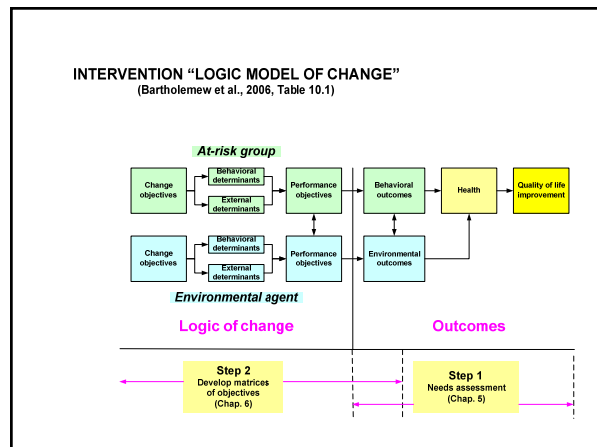 INTERVENTION “LOGIC MODEL OF CHANGE”
(Bartholemew et al., 2006, Table 10.1)
At-risk group
Change
objectives
Behavioral
determinants
External
determinants
Performance
objectives
Behavioral
outcomes
Health
Quality of life
improvement
Change
objectives
Behavioral
determinants
External
determinants
Performance
objectives
Environmental
outcomes
Environmental agent
Logic of change
Outcomes
Step 2
Develop matrices
of objectives
(Chap. 6)
Step 1
Needs assessment
(Chap. 5)